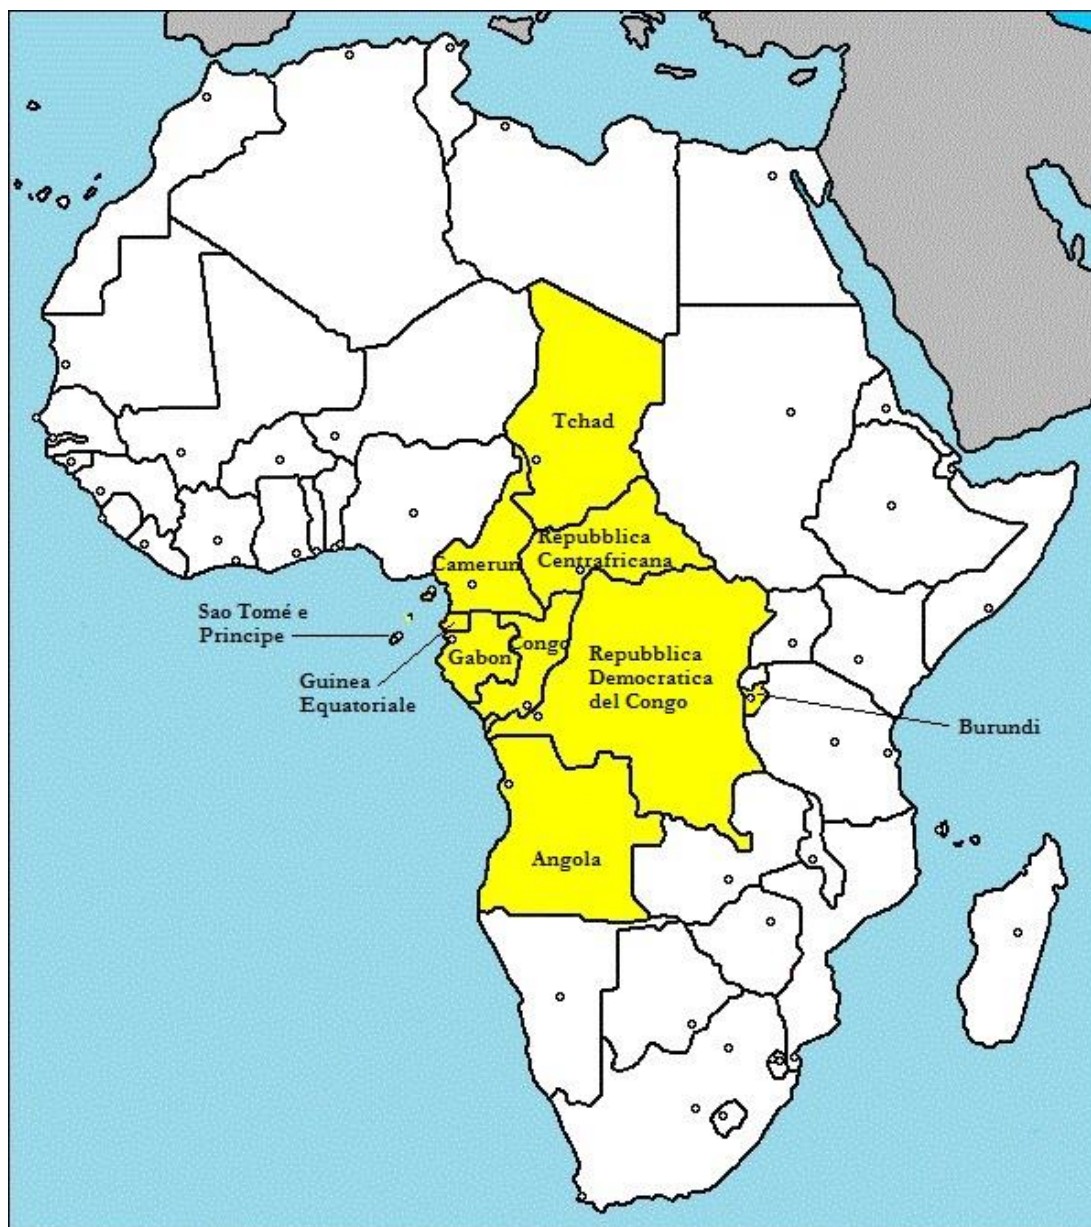 Tchad
Repubblica
Centrafricana
Camerun
Sao Tomé e
Principe
Congo
Gabon
Guinea
Equatoriale
Repubblica
Democratica
del Congo
Burundi
Angola